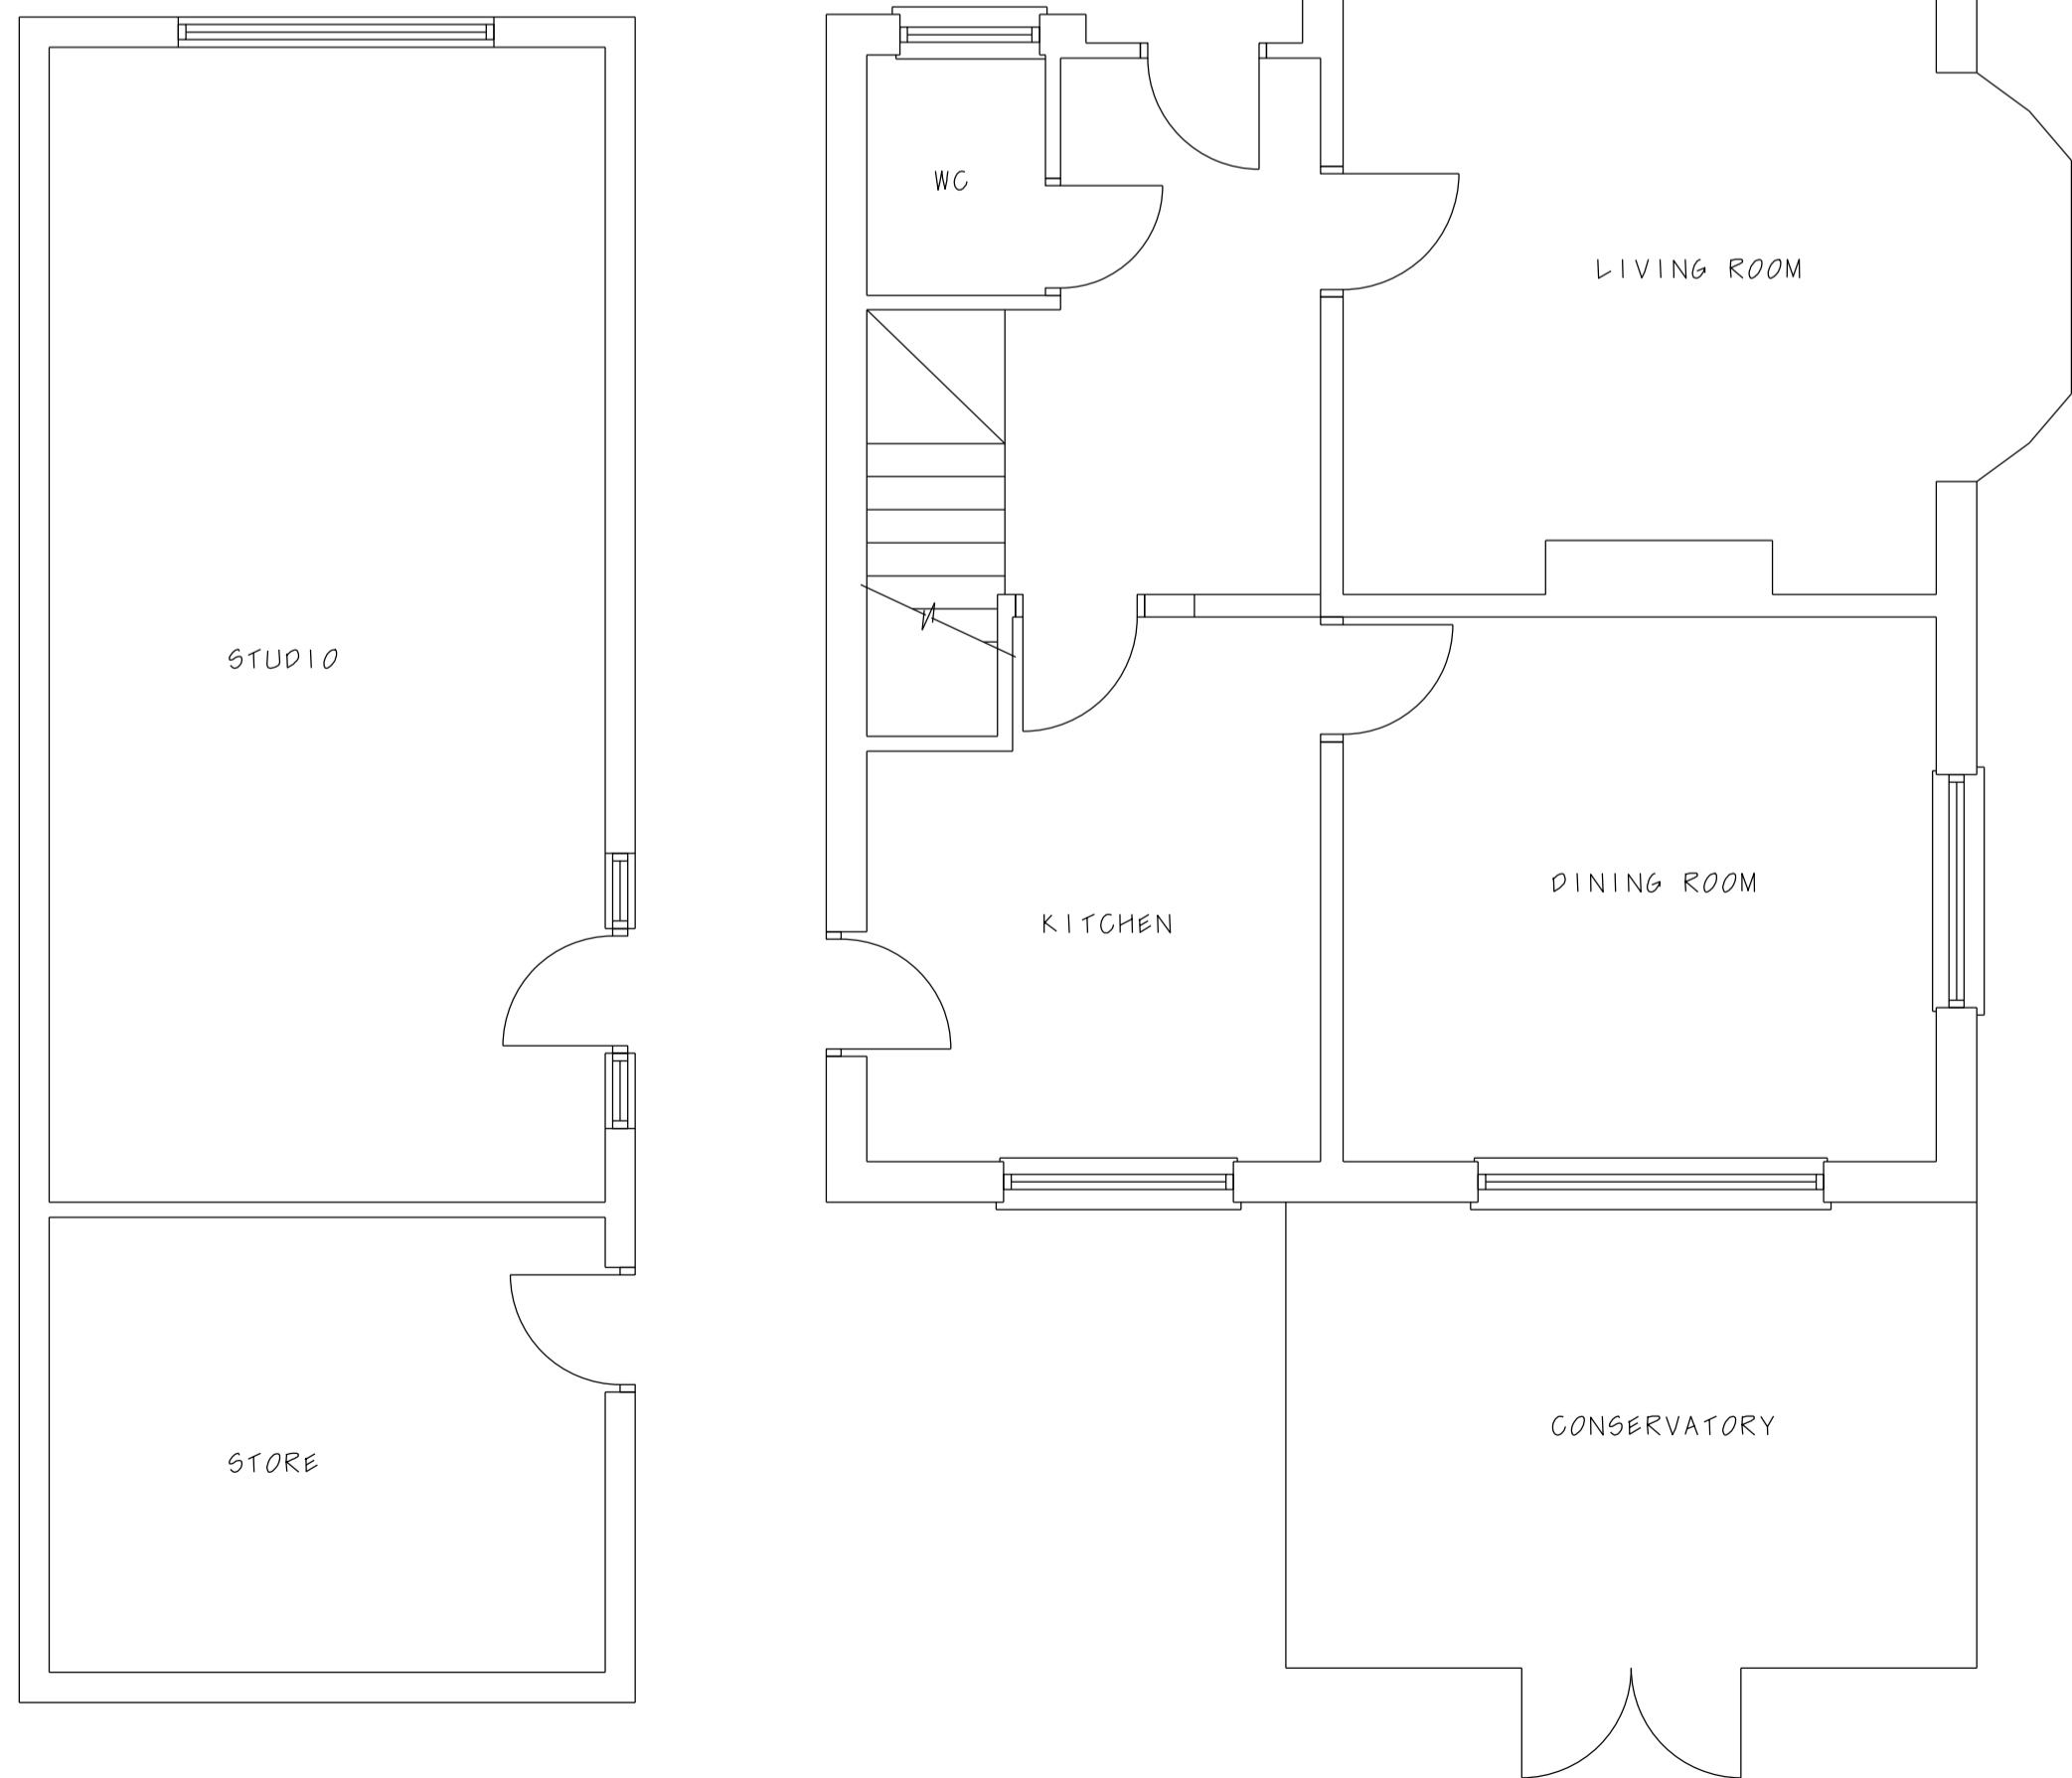 WC
LIVING ROOM
STUDIO
DINING ROOM
KITCHEN
CONSERVATORY
STORE